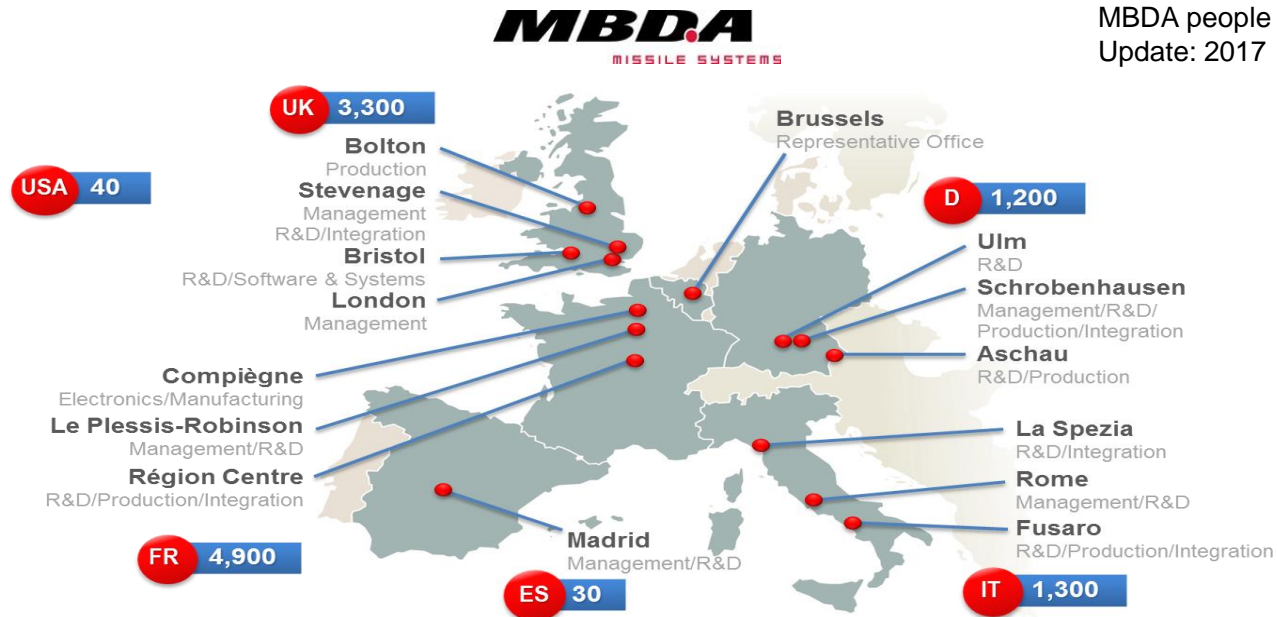 MBDA
MISSILE SYSTEMS
MBDA people
Update: 2017
UK 3,300
Bolton
Production
Stevenage
Management
R&D/Integration
Bristol
R&D/Software & Systems
London
Management
USA 40
Brussels
Representative Office
D 1,200
Ulm
R&D
Schrobenhausen
Management/R&D/
Production/Integration
Aschau
R&D/Production
Compiègne
Electronics/Manufacturing
Le Plessis-Robinson
Management/R&D
Région Centre
R&D/Production/Integration
FR 4,900
Madrid
Management/R&D
ES 30
La Spezia
R&D/Integration
Rome
Management/R&D
Fusaro
R&D/Production/Integration
IT 1,300